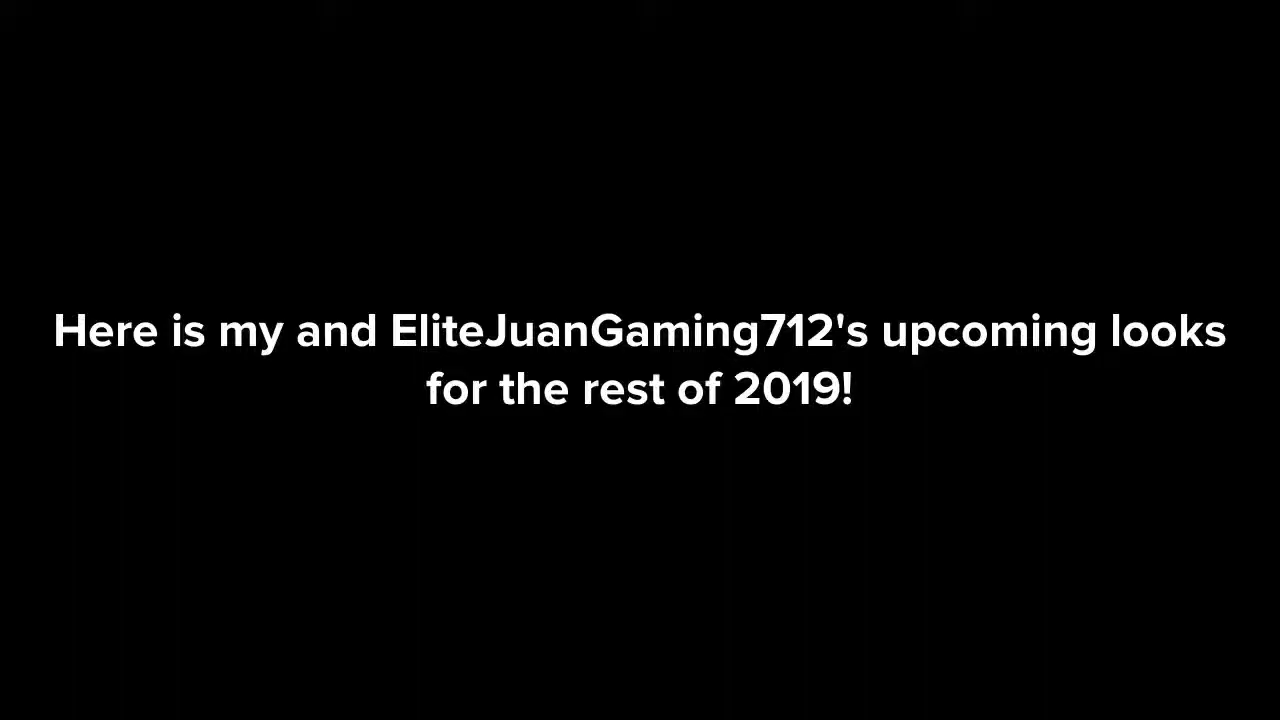 Here is my and EliteJuanGaming712's upcoming looks
for the rest of 2019!